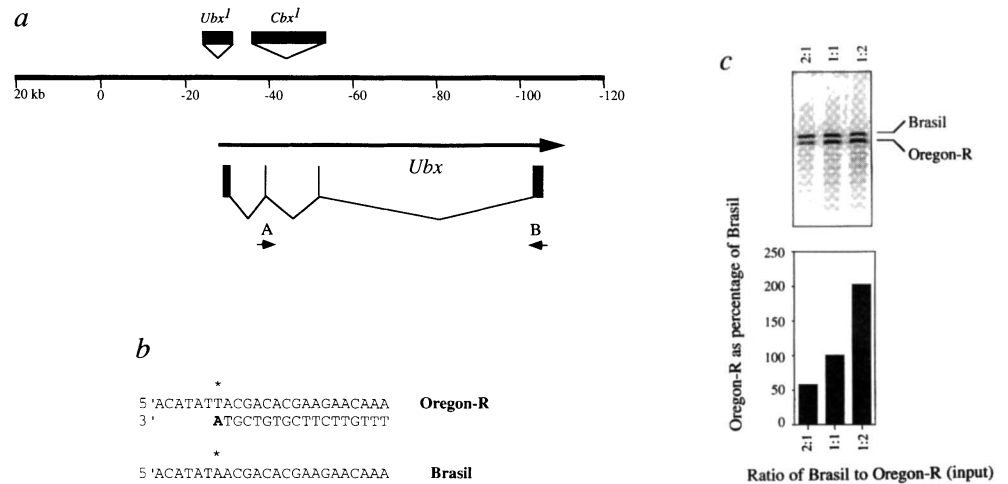 a
Ubx1
Cbx1
20 kb 0 -20 -40 -60 -80 -100 -120
Ubx
A B
b
*
5'ACATATTACGACACGAAGAACAAA Oregon-R
3' ATGCTGTGCTTCTTGTTT
*
5'ACATATAACGACACGAAGAACAAA Brasil
c
2:1 1:1 1:2
Brasil
Oregon-R
Oregon-R as percentage of Brasil
250
200
150
100
50
0
2:1 1:1 1:2
Ratio of Brasil to Oregon-R (input)